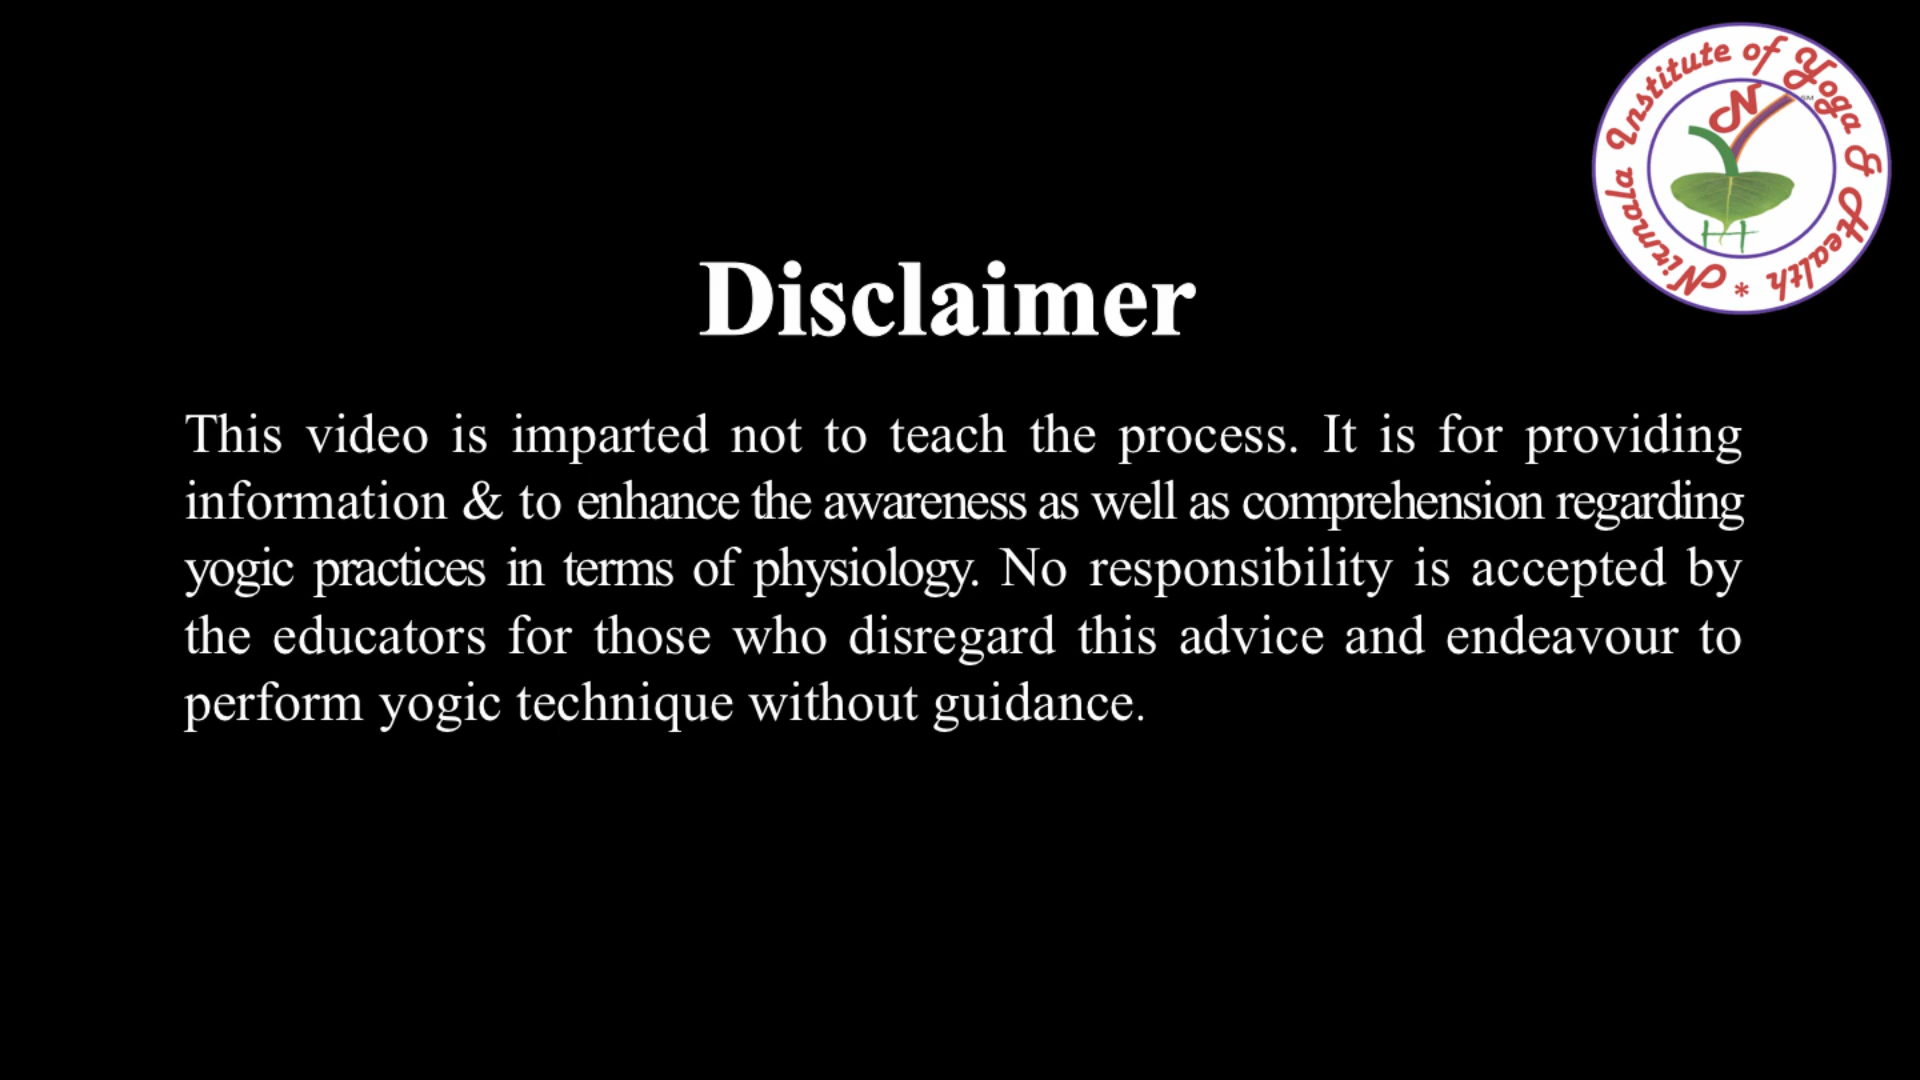 Nirmala Institute of Yoga & Health *
N
SM
H
Disclaimer
This video is imparted not to teach the process. It is for providing
information & to enhance the awareness as well as comprehension regarding
yogic practices in terms of physiology. No responsibility is accepted by
the educators for those who disregard this advice and endeavour to
perform yogic technique without guidance.